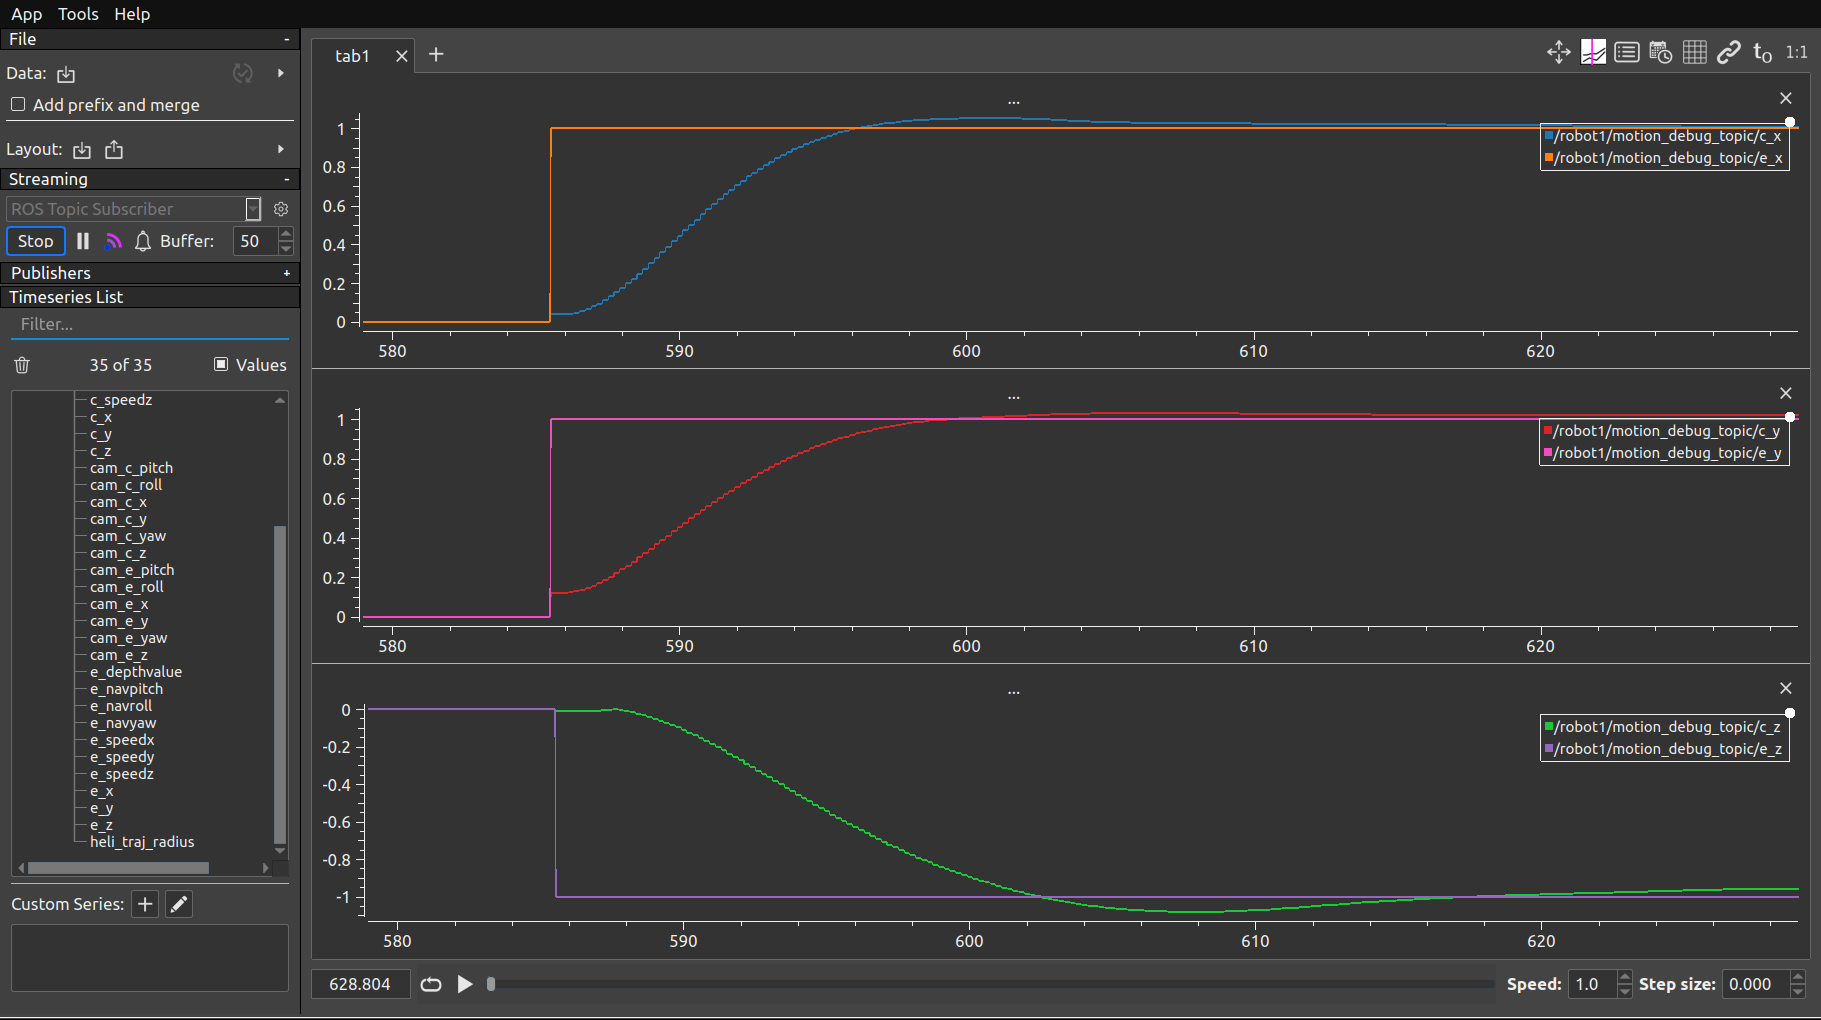 App Tools Help
File -
Data:
Add prefix and merge
Layout:
Streaming -
ROS Topic Subscriber
Stop Buffer: 50
Publishers +
Timeseries List
Filter...
35 of 35 Values
c_speedz
c_x
c_y
c_z
cam_c_pitch
cam_c_roll
cam_c_x
cam_c_y
cam_c_yaw
cam_c_z
cam_e_pitch
cam_e_roll
cam_e_x
cam_e_y
cam_e_yaw
cam_e_z
e_depthvalue
e_navpitch
e_navroll
e_navyaw
e_speedx
e_speedy
e_speedz
e_x
e_y
e_z
heli_traj_radius
Custom Series:
tab1
t0 1:1
...
1
0.8
0.6
0.4
0.2
0
580 590 600 610 620
/robot1/motion_debug_topic/c_x
/robot1/motion_debug_topic/e_x
...
1
0.8
0.6
0.4
0.2
0
580 590 600 610 620
/robot1/motion_debug_topic/c_y
/robot1/motion_debug_topic/e_y
...
0
-0.2
-0.4
-0.6
-0.8
-1
580 590 600 610 620
/robot1/motion_debug_topic/c_z
/robot1/motion_debug_topic/e_z
628.804 Speed: 1.0 Step size: 0.000